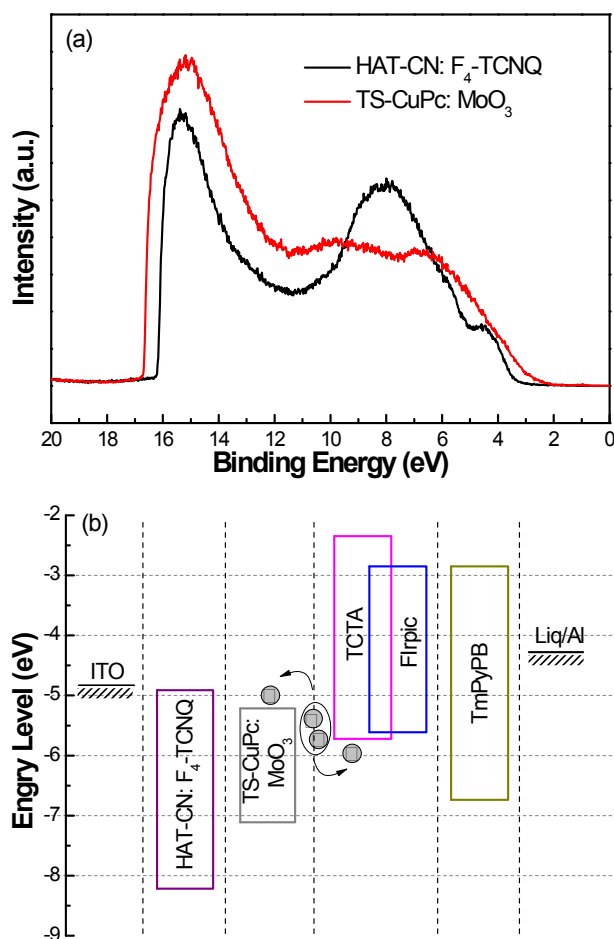 (a)
HAT-CN: F4-TCNQ
TS-CuPc: MoO3
Intensity (a.u.)
20 18 16 14 12 10 8 6 4 2 0
Binding Energy (eV)
(b)
Engry Level (eV)
-2
-3
-4
-5
-6
-7
-8
-9
ITO
HAT-CN: F4-TCNQ
TS-CuPc:
MoO3
TCTA
FIrpic
TmPyPB
Liq/Al